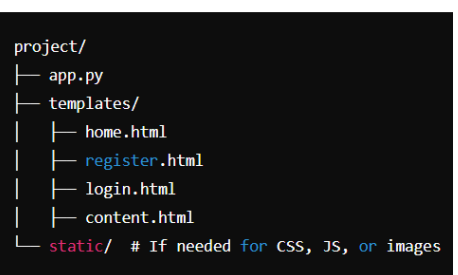 project/
├── app.py
├── templates/
│   ├── home.html
│   ├── register.html
│   ├── login.html
│   ├── content.html
└── static/  # If needed for CSS, JS, or images